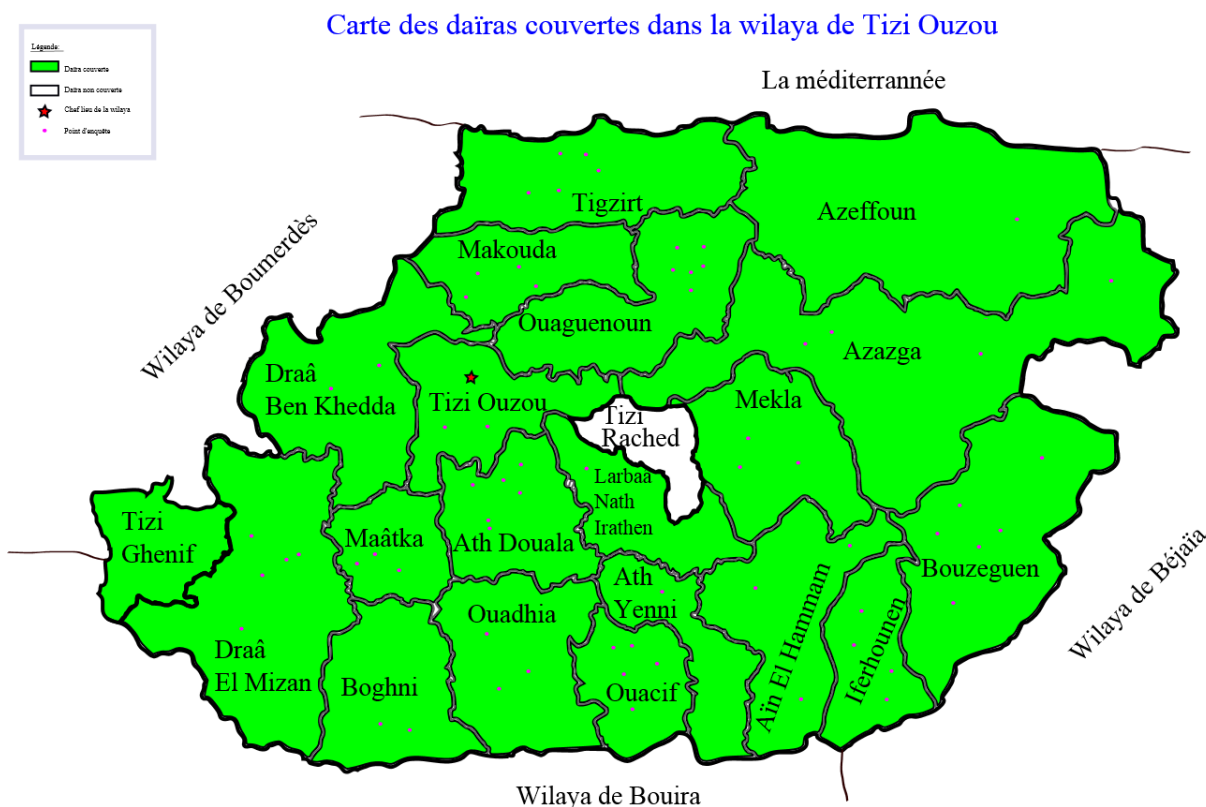 Carte des daïras couvertes dans la wilaya de Tizi Ouzou
Légende:
Daïra couverte
Daïra non couverte
Chef lieu de la wilaya
Point d'enquête
La méditerrannée
Wilaya de Boumerdès
Tigzirt
Azeffoun
Makouda
Ouaguenoun
Azazga
Draâ
Ben Khedda
Tizi Ouzou
Tizi
Rached
Mekla
Larbaa
Nath
Irathen
Tizi
Ghenif
Maâtka
Ath Douala
Ath
Yenni
Bouzeguen
Ouadhia
Draâ
El Mizan
Boghni
Ouacif
Aïn El Hammam
Iferhounen
Wilaya de Béjaïa
Wilaya de Bouira